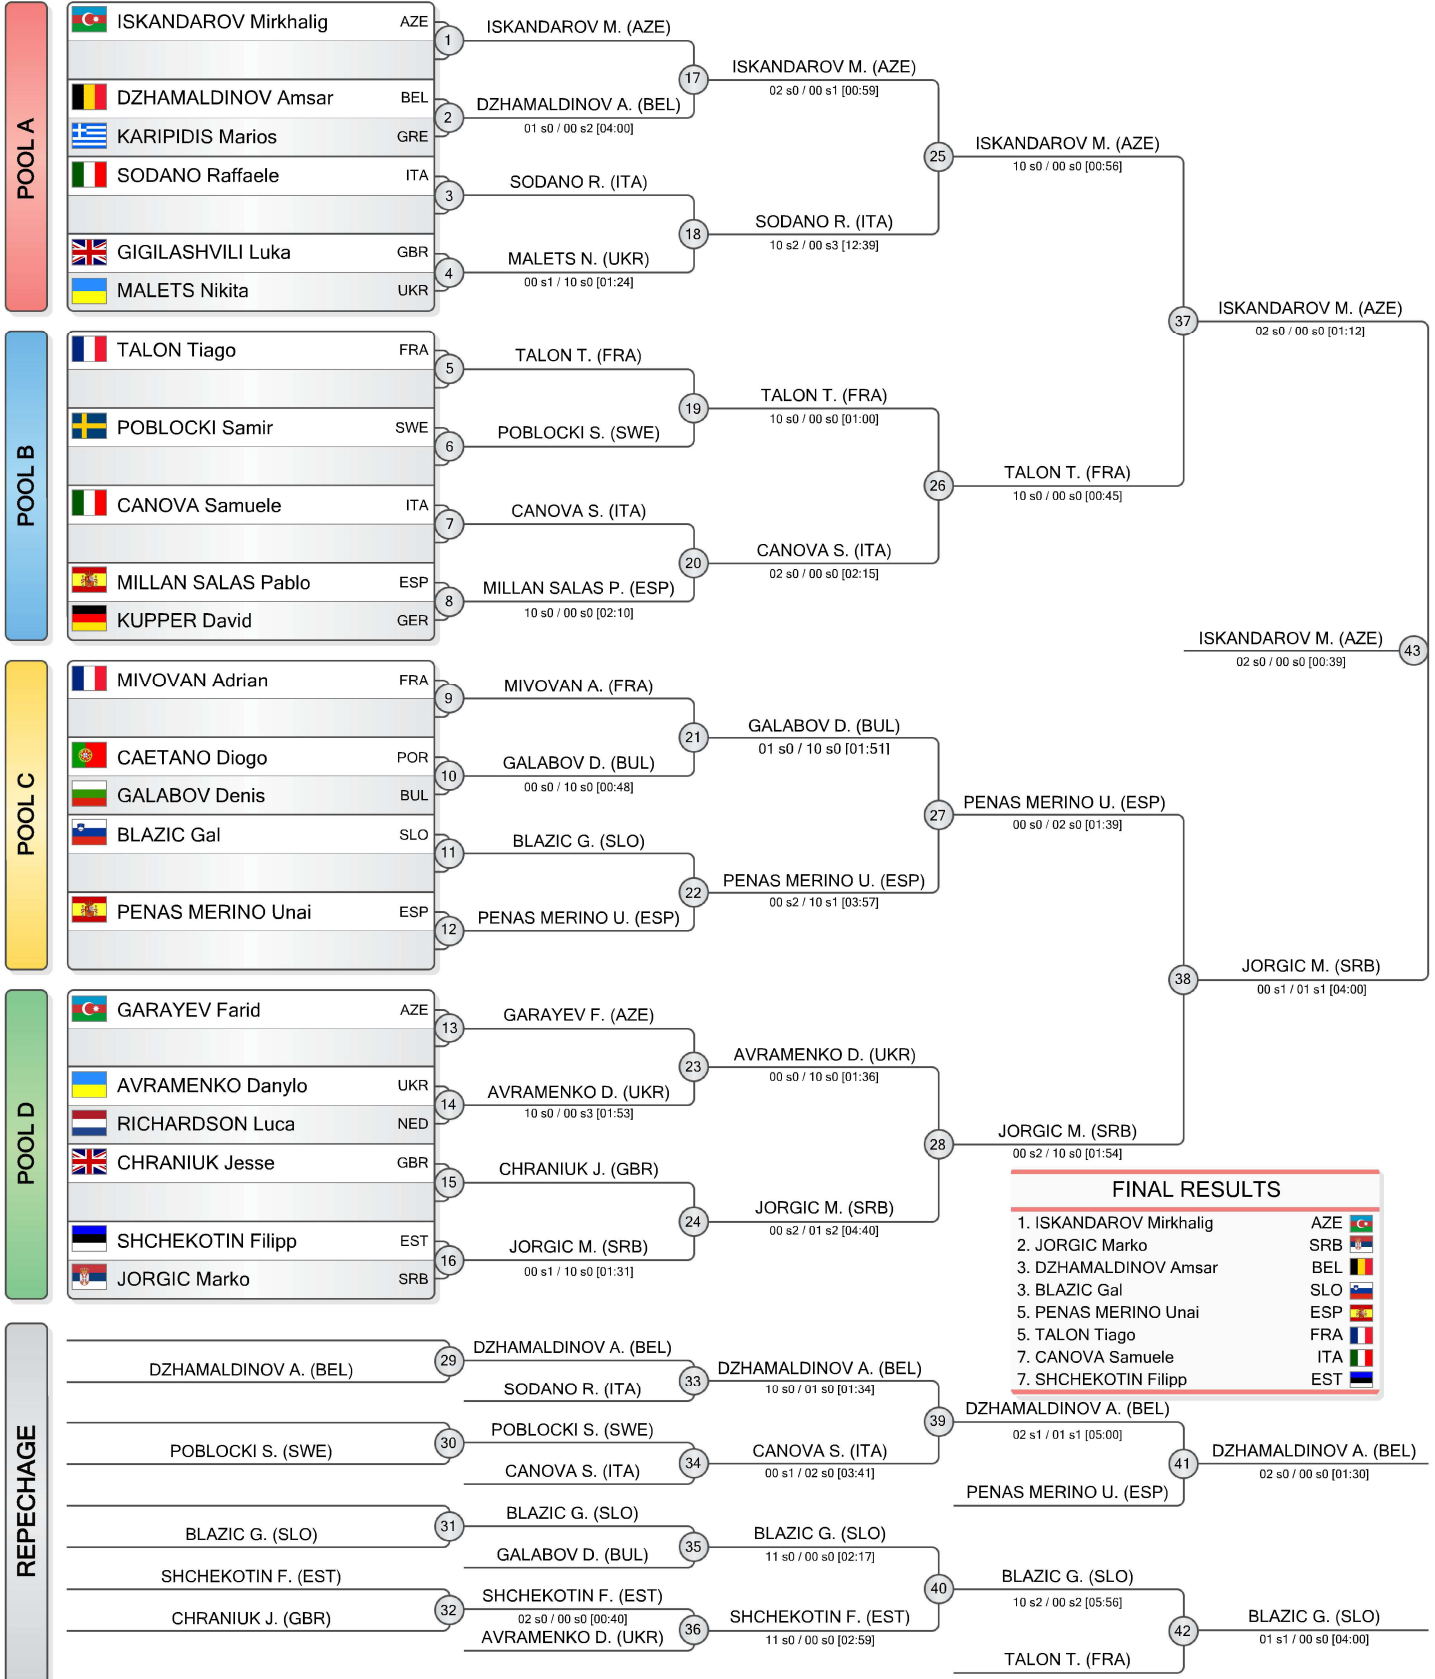 POOL A
ISKANDAROV Mirkhalig AZE
DZHAMALDINOV Amsar BEL
KARIPIDIS Marios GRE
SODANO Raffaele ITA
GIGILASHVILI Luka GBR
MALETS Nikita UKR
1
2
3
4
ISKANDAROV M. (AZE)
DZHAMALDINOV A. (BEL)
01 s0 / 00 s2 [04:00]
SODANO R. (ITA)
MALETS N. (UKR)
00 s1 / 10 s0 [01:24]
17
18
ISKANDAROV M. (AZE)
02 s0 / 00 s1 [00:59]
SODANO R. (ITA)
10 s2 / 00 s3 [12:39]
25
ISKANDAROV M. (AZE)
10 s0 / 00 s0 [00:56]
POOL B
TALON Tiago FRA
POBLOCKI Samir SWE
CANOVA Samuele ITA
MILLAN SALAS Pablo ESP
KUPPER David GER
5
6
7
8
TALON T. (FRA)
POBLOCKI S. (SWE)
CANOVA S. (ITA)
MILLAN SALAS P. (ESP)
10 s0 / 00 s0 [02:10]
19
20
TALON T. (FRA)
10 s0 / 00 s0 [01:00]
CANOVA S. (ITA)
02 s0 / 00 s0 [02:15]
26
TALON T. (FRA)
10 s0 / 00 s0 [00:45]
37
ISKANDAROV M. (AZE)
02 s0 / 00 s0 [01:12]
ISKANDAROV M. (AZE)
02 s0 / 00 s0 [00:39]
43
POOL C
MIVOVAN Adrian FRA
CAETANO Diogo POR
GALABOV Denis BUL
BLAZIC Gal SLO
PENAS MERINO Unai ESP
9
10
11
12
MIVOVAN A. (FRA)
GALABOV D. (BUL)
00 s0 / 10 s0 [00:48]
BLAZIC G. (SLO)
PENAS MERINO U. (ESP)
21
22
GALABOV D. (BUL)
01 s0 / 10 s0 [01:51]
PENAS MERINO U. (ESP)
00 s2 / 10 s1 [03:57]
27
PENAS MERINO U. (ESP)
00 s0 / 02 s0 [01:39]
38
JORGIC M. (SRB)
00 s1 / 01 s1 [04:00]
POOL D
GARAYEV Farid AZE
AVRAMENKO Danylo UKR
RICHARDSON Luca NED
CHRANIUK Jesse GBR
SHCHEKOTIN Filipp EST
JORGIC Marko SRB
13
14
15
16
GARAYEV F. (AZE)
AVRAMENKO D. (UKR)
10 s0 / 00 s3 [01:53]
CHRANIUK J. (GBR)
JORGIC M. (SRB)
00 s1 / 10 s0 [01:31]
23
24
AVRAMENKO D. (UKR)
00 s0 / 10 s0 [01:36]
JORGIC M. (SRB)
00 s2 / 01 s2 [04:40]
28
JORGIC M. (SRB)
00 s2 / 10 s0 [01:54]
FINAL RESULTS
1. ISKANDAROV Mirkhalig AZE
2. JORGIC Marko SRB
3. DZHAMALDINOV Amsar BEL
3. BLAZIC Gal SLO
5. PENAS MERINO Unai ESP
5. TALON Tiago FRA
7. CANOVA Samuele ITA
7. SHCHEKOTIN Filipp EST
REPECHAGE
DZHAMALDINOV A. (BEL)
POBLOCKI S. (SWE)
BLAZIC G. (SLO)
SHCHEKOTIN F. (EST)
CHRANIUK J. (GBR)
29
30
31
32
DZHAMALDINOV A. (BEL)
SODANO R. (ITA)
POBLOCKI S. (SWE)
CANOVA S. (ITA)
BLAZIC G. (SLO)
GALABOV D. (BUL)
SHCHEKOTIN F. (EST)
02 s0 / 00 s0 [00:40]
AVRAMENKO D. (UKR)
33
34
35
36
DZHAMALDINOV A. (BEL)
10 s0 / 01 s0 [01:34]
CANOVA S. (ITA)
00 s1 / 02 s0 [03:41]
BLAZIC G. (SLO)
11 s0 / 00 s0 [02:17]
SHCHEKOTIN F. (EST)
11 s0 / 00 s0 [02:59]
39
40
DZHAMALDINOV A. (BEL)
02 s1 / 01 s1 [05:00]
PENAS MERINO U. (ESP)
BLAZIC G. (SLO)
10 s2 / 00 s2 [05:56]
TALON T. (FRA)
41
42
DZHAMALDINOV A. (BEL)
02 s0 / 00 s0 [01:30]
BLAZIC G. (SLO)
01 s1 / 00 s0 [04:00]